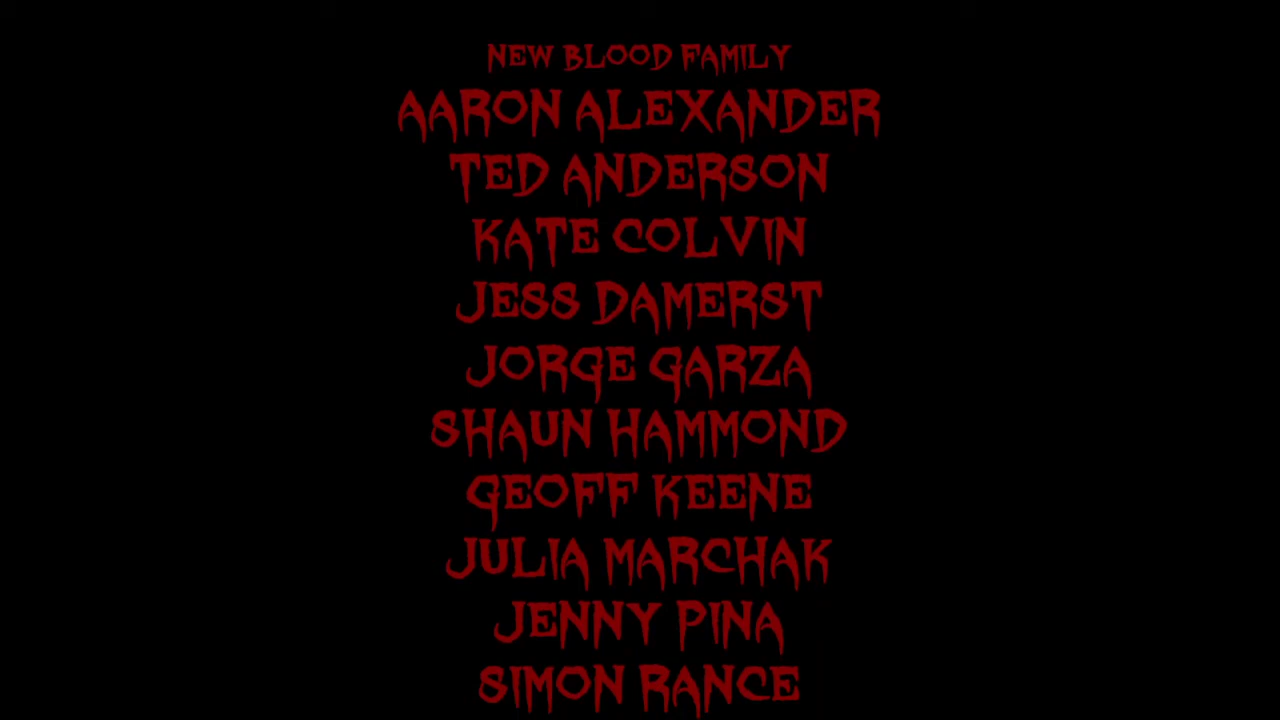 NEW BLOOD FAMILY
AARON ALEXANDER
TED ANDERSON
KATE COLVIN
JESS DAMERST
JORGE GARZA
SHAUN HAMMOND
GEOFF KEENE
JULIA MARCHAK
JENNY PINA
SIMON RANCE